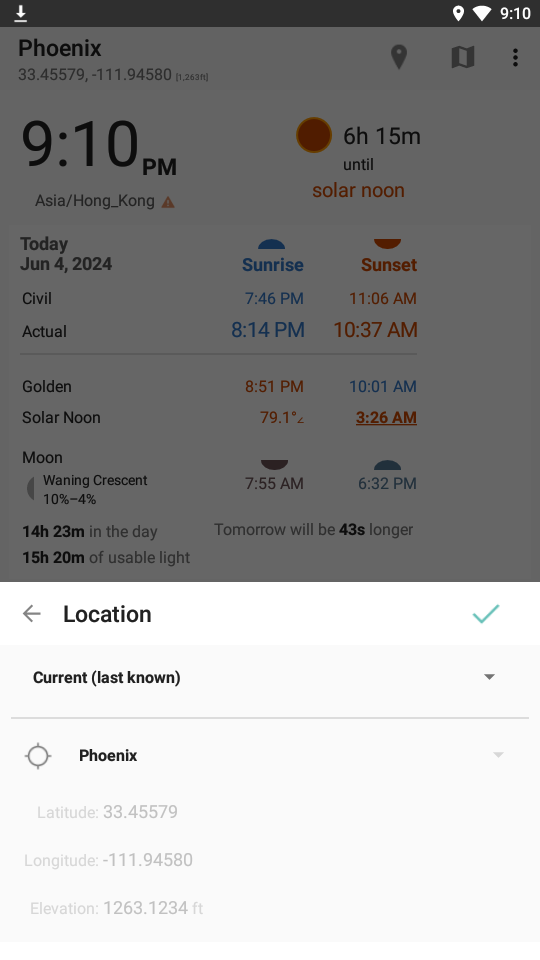 9:10
Phoenix
33.45579, -111.94580 [1,263ft]
9:10 PM
6h 15m
until
solar noon
Asia/Hong_Kong
Today
Jun 4, 2024
Sunrise Sunset
Civil 7:46 PM 11:06 AM
Actual 8:14 PM 10:37 AM
Golden 8:51 PM 10:01 AM
Solar Noon 79.1°∠ 3:26 AM
Moon
Waning Crescent
10%–4%
7:55 AM 6:32 PM
14h 23m in the day
Tomorrow will be 43s longer
15h 20m of usable light
Location
Current (last known)
Phoenix
Latitude: 33.45579
Longitude: -111.94580
Elevation: 1263.1234 ft